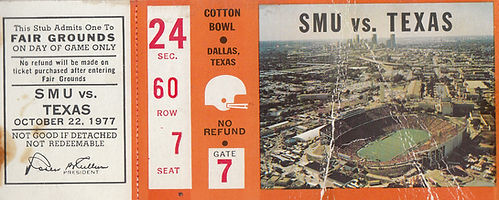 This Stub Admits One To
FAIR GROUNDS
ON DAY OF GAME ONLY
No refund will be made on
ticket purchased after entering
Fair Grounds
SMU vs.
TEXAS
OCTOBER 22, 1977
NOT GOOD IF DETACHED
NOT REDEEMABLE
PRESIDENT
24
SEC.
60
ROW
7
SEAT
COTTON
BOWL
DALLAS,
TEXAS
NO
REFUND
GATE
7
SMU vs. TEXAS